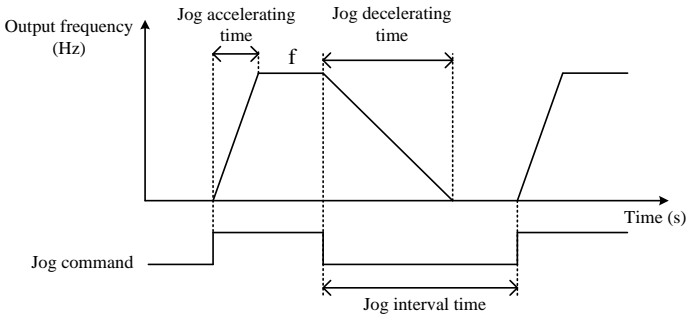 Output frequency
(Hz)
Jog accelerating
time
Jog decelerating
time
f
Time (s)
Jog command
Jog interval time